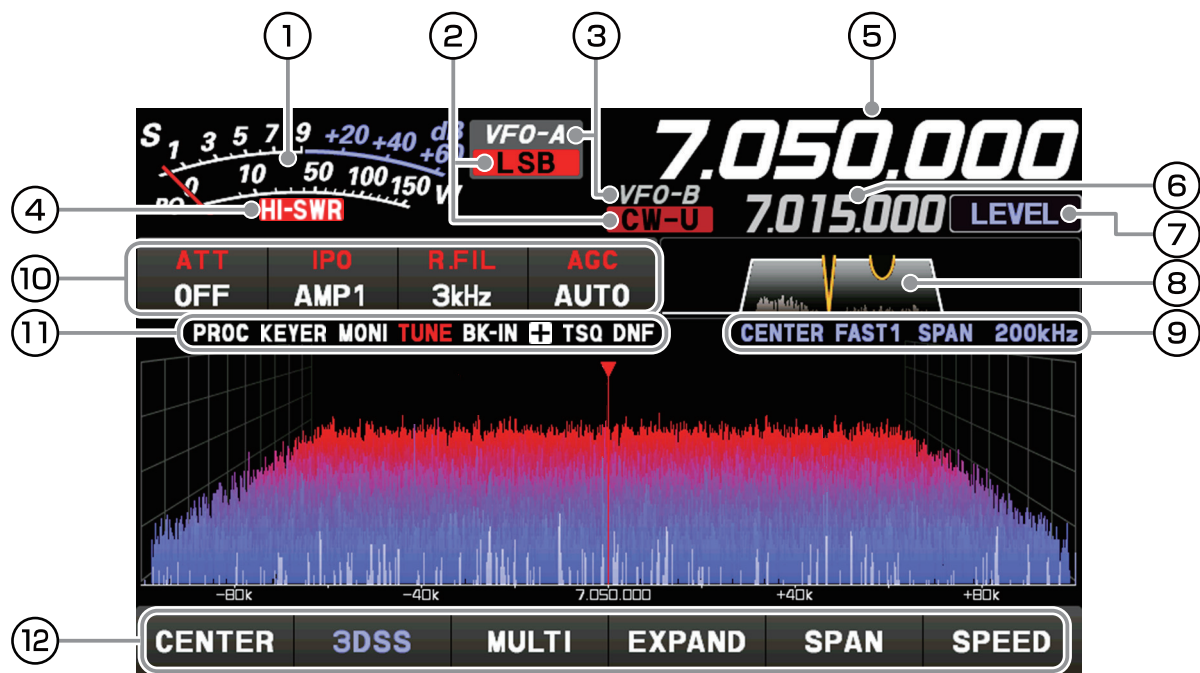 1 2 3 5
S 1 3 5 7 9 +20 +40 +60 dB
VFO-A
7.050.000
LSB
PO 0 10 50 100 150 W
VFO-B
6
4
HI-SWR
CW-U
7.015.000
LEVEL
7
10
ATT IPO R.FIL AGC
OFF AMP1 3kHz AUTO
8
11
PROC KEYER MONI TUNE BK-IN + TSQ DNF
CENTER FAST1 SPAN 200kHz
9
-80k -40k 7.050.000 +40k +80k
12
CENTER 3DSS MULTI EXPAND SPAN SPEED